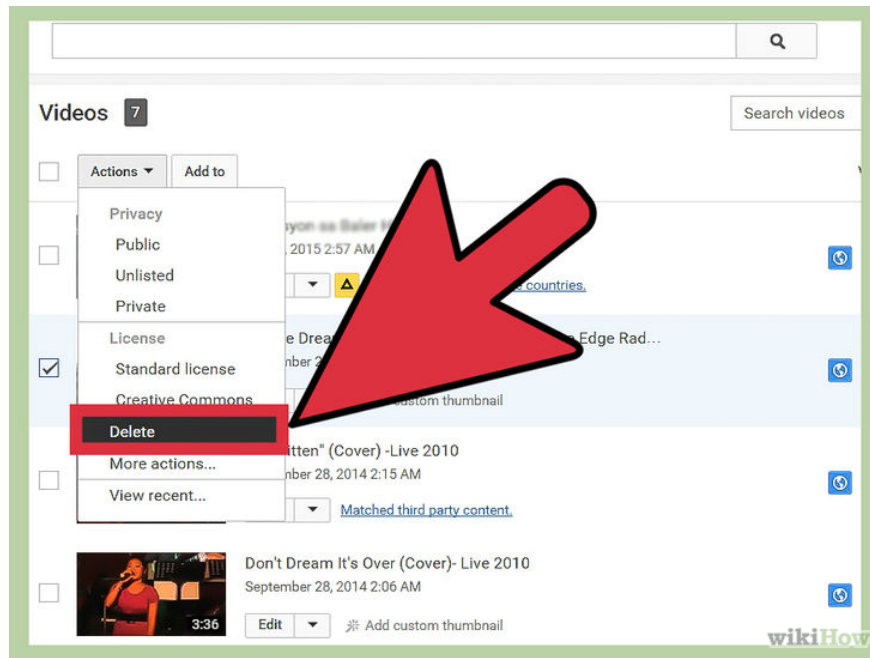 Videos 7
Search videos
Actions Add to
Privacy
Public
2015 2:57 AM
Unlisted
countries.
Private
License
Edge Rad...
Standard license
Creative Commons
custom thumbnail
Delete
(Cover) -Live 2010
More actions...
28, 2014 2:15 AM
View recent...
Matched third party content.
Don't Dream It's Over (Cover)- Live 2010
September 28, 2014 2:06 AM
3:36
Edit Add custom thumbnail
wikiHow